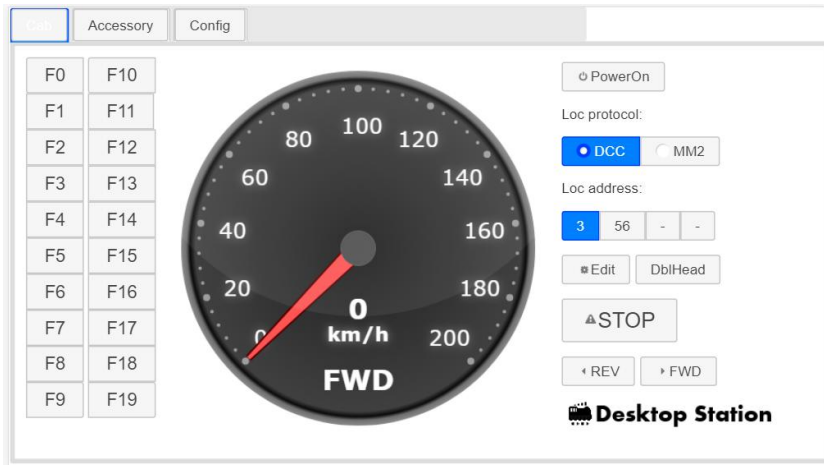 Cab Accessory Config
F0 F10
F1 F11
F2 F12
F3 F13
F4 F14
F5 F15
F6 F16
F7 F17
F8 F18
F9 F19
0
20
40
60
80
100
120
140
160
180
200
0
km/h
FWD
PowerOn
Loc protocol:
DCC MM2
Loc address:
3 56 - -
Edit DblHead
STOP
REV FWD
Desktop Station